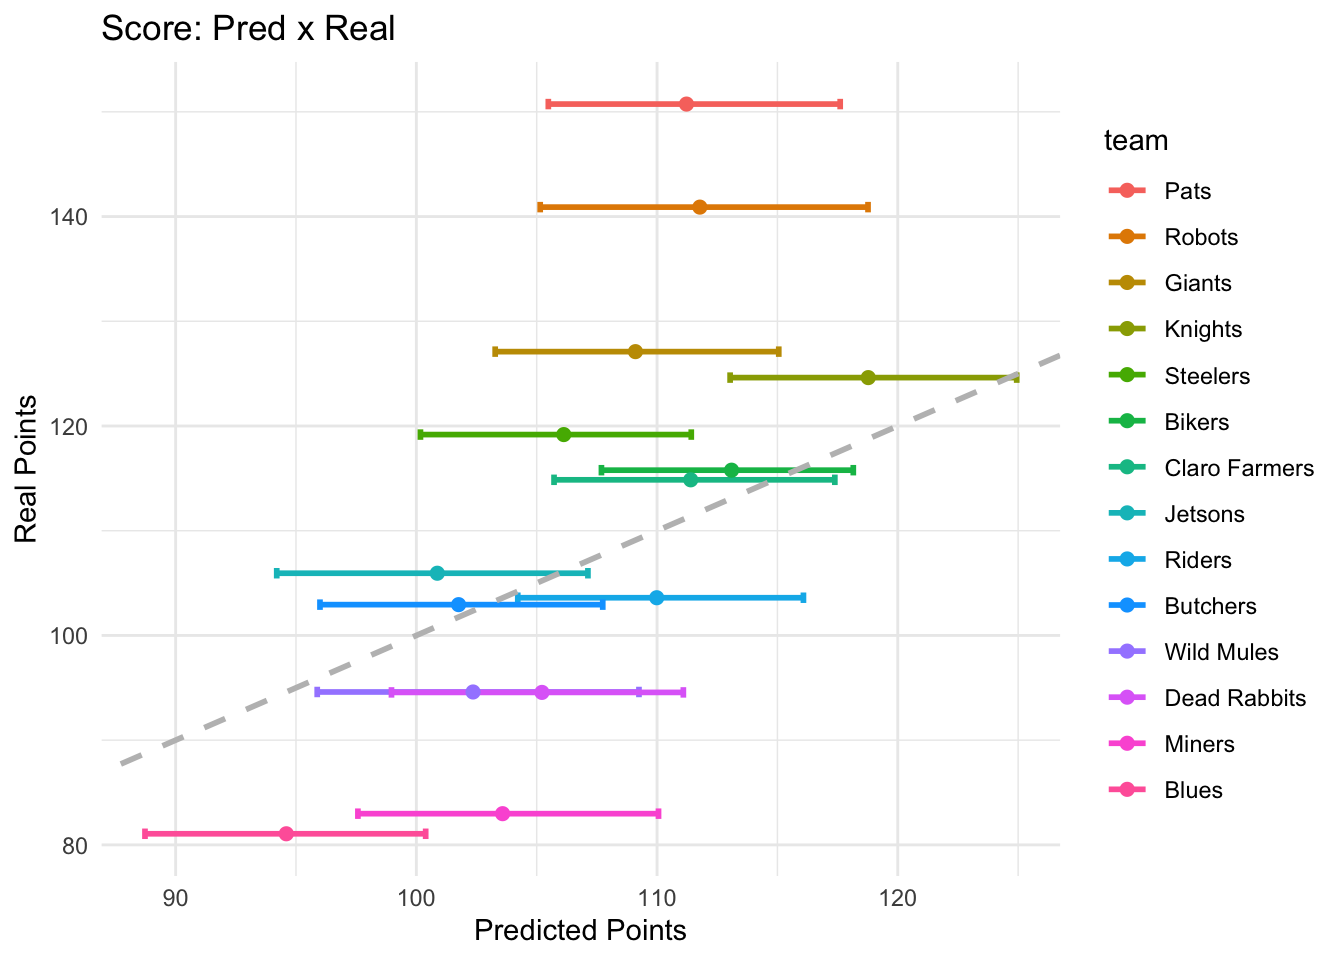 Score: Pred x Real
Real Points
140
120
100
80
90
100
110
120
Predicted Points
team
Pats
Robots
Giants
Knights
Steelers
Bikers
Claro Farmers
Jetsons
Riders
Butchers
Wild Mules
Dead Rabbits
Miners
Blues